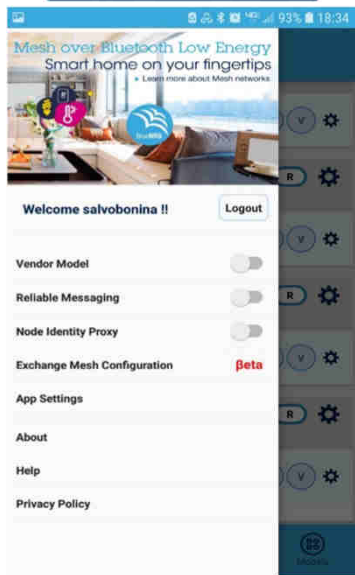 93% 18:34
Mesh over Bluetooth Low Energy
Smart home on your fingertips
• Learn more about Mesh networks
BlueNRG
Welcome salvobonina !!
Logout
V
R
Vendor Model
V
Reliable Messaging
R
Node Identity Proxy
Exchange Mesh Configuration
βeta
V
App Settings
R
About
Help
V
Privacy Policy
Models